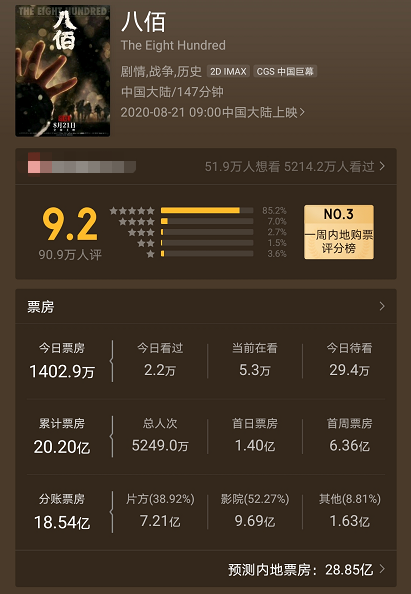 THE EIGHT HUNDRED
八佰
8月21日
八佰
The Eight Hundred
剧情,战争,历史 2D IMAX CGS 中国巨幕
中国大陆/147分钟
2020-08-21 09:00中国大陆上映
51.9万人想看 5214.2万人看过
9.2
90.9万人评
85.2%
7.0%
2.7%
1.5%
3.6%
NO.3
一周内地购票
评分榜
票房
今日票房 今日看过 当前在看 今日待看
1402.9万 2.2万 5.3万 29.4万
累计票房 总人次 首日票房 首周票房
20.20亿 5249.0万 1.40亿 6.36亿
分账票房 片方(38.92%) 影院(52.27%) 其他(8.81%)
18.54亿 7.21亿 9.69亿 1.63亿
预测内地票房：28.85亿